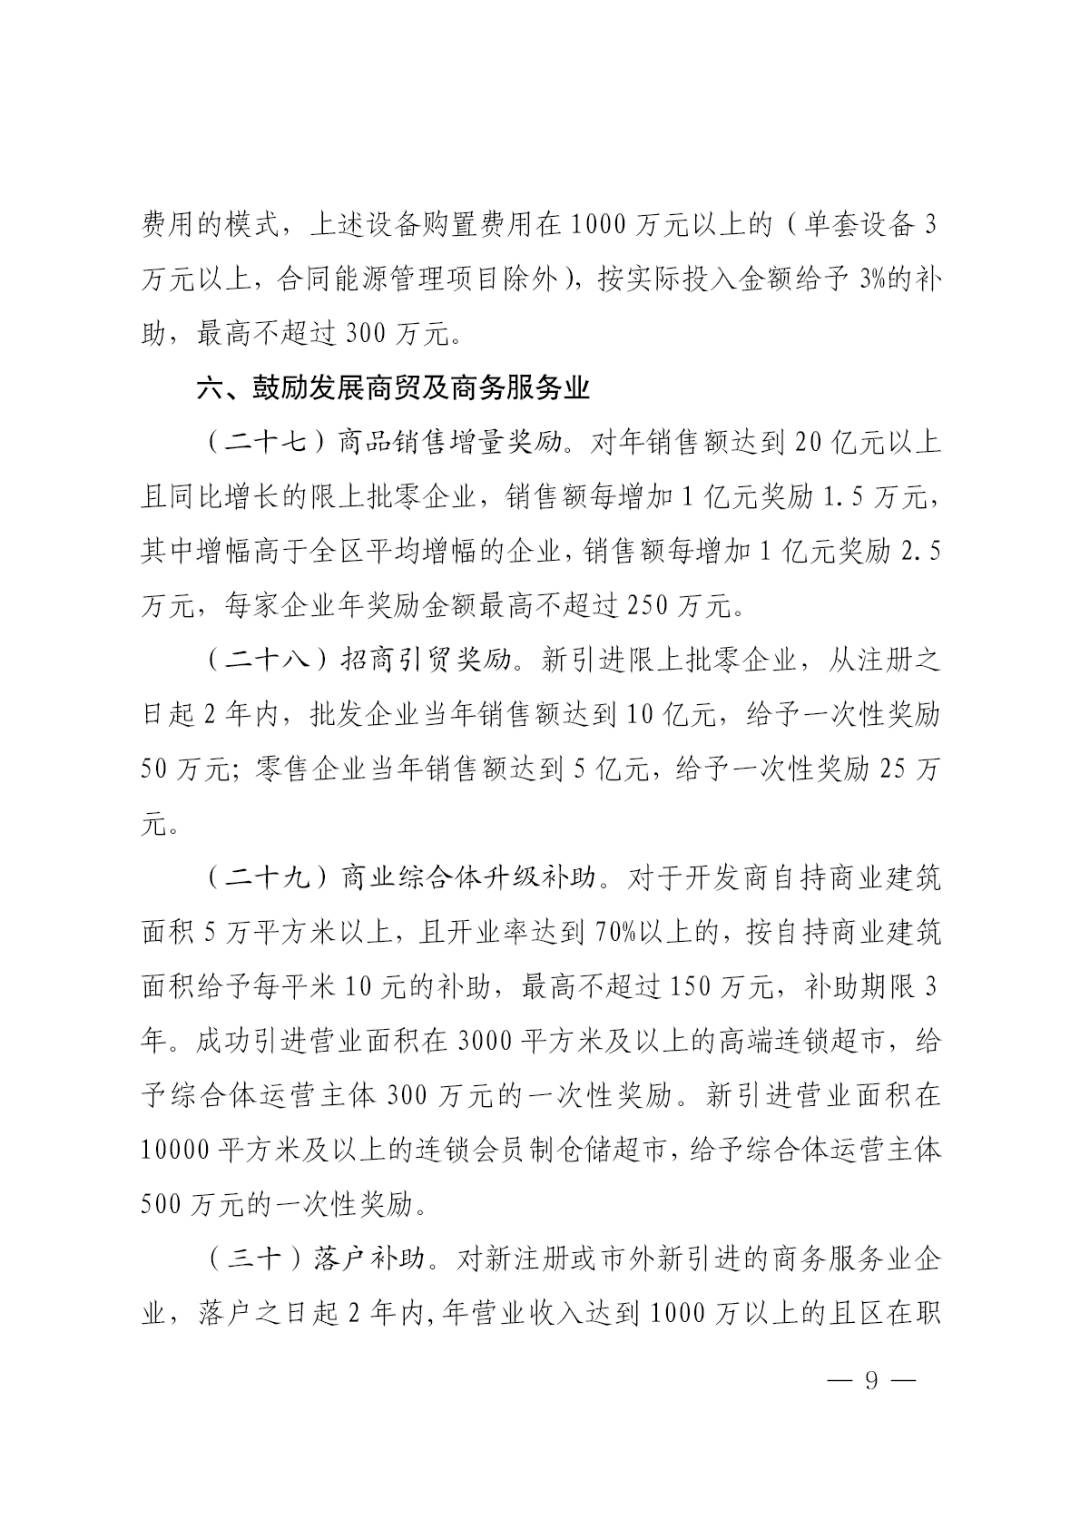 费用的模式，上述设备购置费用在 1000 万元以上的（单套设备 3
万元以上，合同能源管理项目除外），按实际投入金额给予 3%的补
助，最高不超过 300 万元。
六、鼓励发展商贸及商务服务业
（二十七）商品销售增量奖励。对年销售额达到 20 亿元以上
且同比增长的限上批零企业，销售额每增加 1 亿元奖励 1.5 万元，
其中增幅高于全区平均增幅的企业，销售额每增加 1 亿元奖励 2.5
万元，每家企业年奖励金额最高不超过 250 万元。
（二十八）招商引贸奖励。新引进限上批零企业，从注册之
日起 2 年内，批发企业当年销售额达到 10 亿元，给予一次性奖励
50 万元；零售企业当年销售额达到 5 亿元，给予一次性奖励 25 万
元。
（二十九）商业综合体升级补助。对于开发商自持商业建筑
面积 5 万平方米以上，且开业率达到 70%以上的，按自持商业建筑
面积给予每平米 10 元的补助，最高不超过 150 万元，补助期限 3
年。成功引进营业面积在 3000 平方米及以上的高端连锁超市，给
予综合体运营主体 300 万元的一次性奖励。新引进营业面积在
10000 平方米及以上的连锁会员制仓储超市，给予综合体运营主体
500 万元的一次性奖励。
（三十）落户补助。对新注册或市外新引进的商务服务业企
业，落户之日起 2 年内,年营业收入达到 1000 万以上的且区在职
— 9 —